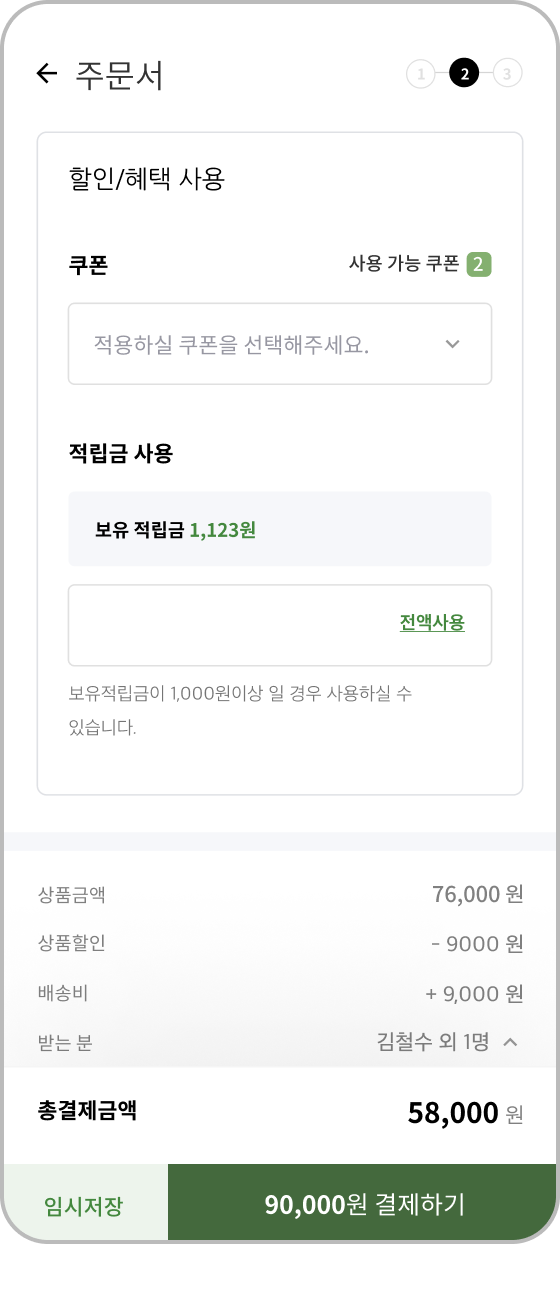 주문서
1 2 3
할인/혜택 사용
쿠폰
사용 가능 쿠폰 2
적용하실 쿠폰을 선택해주세요.
적립금 사용
보유 적립금 1,123원
전액사용
보유적립금이 1,000원이상 일 경우 사용하실 수
있습니다.
상품금액 76,000 원
상품할인 - 9000 원
배송비 + 9,000 원
받는 분 김철수 외 1명
총결제금액 58,000 원
임시저장 90,000원 결제하기